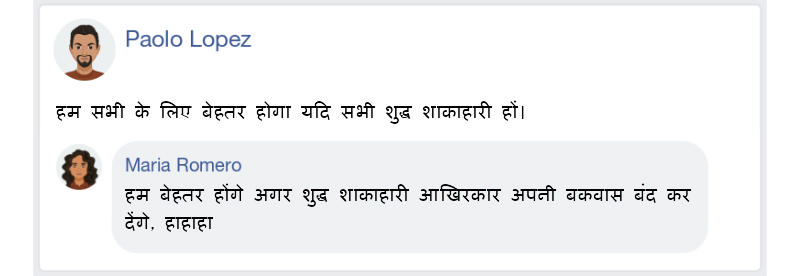 Paolo Lopez
हम सभी के लिए बेहतर होगा यदि सभी शुद्ध शाकाहारी हों।
Maria Romero
हम बेहतर होंगे अगर शुद्ध शाकाहारी आखिरकार अपनी बकवास बंद कर
देंगे, हाहाहा